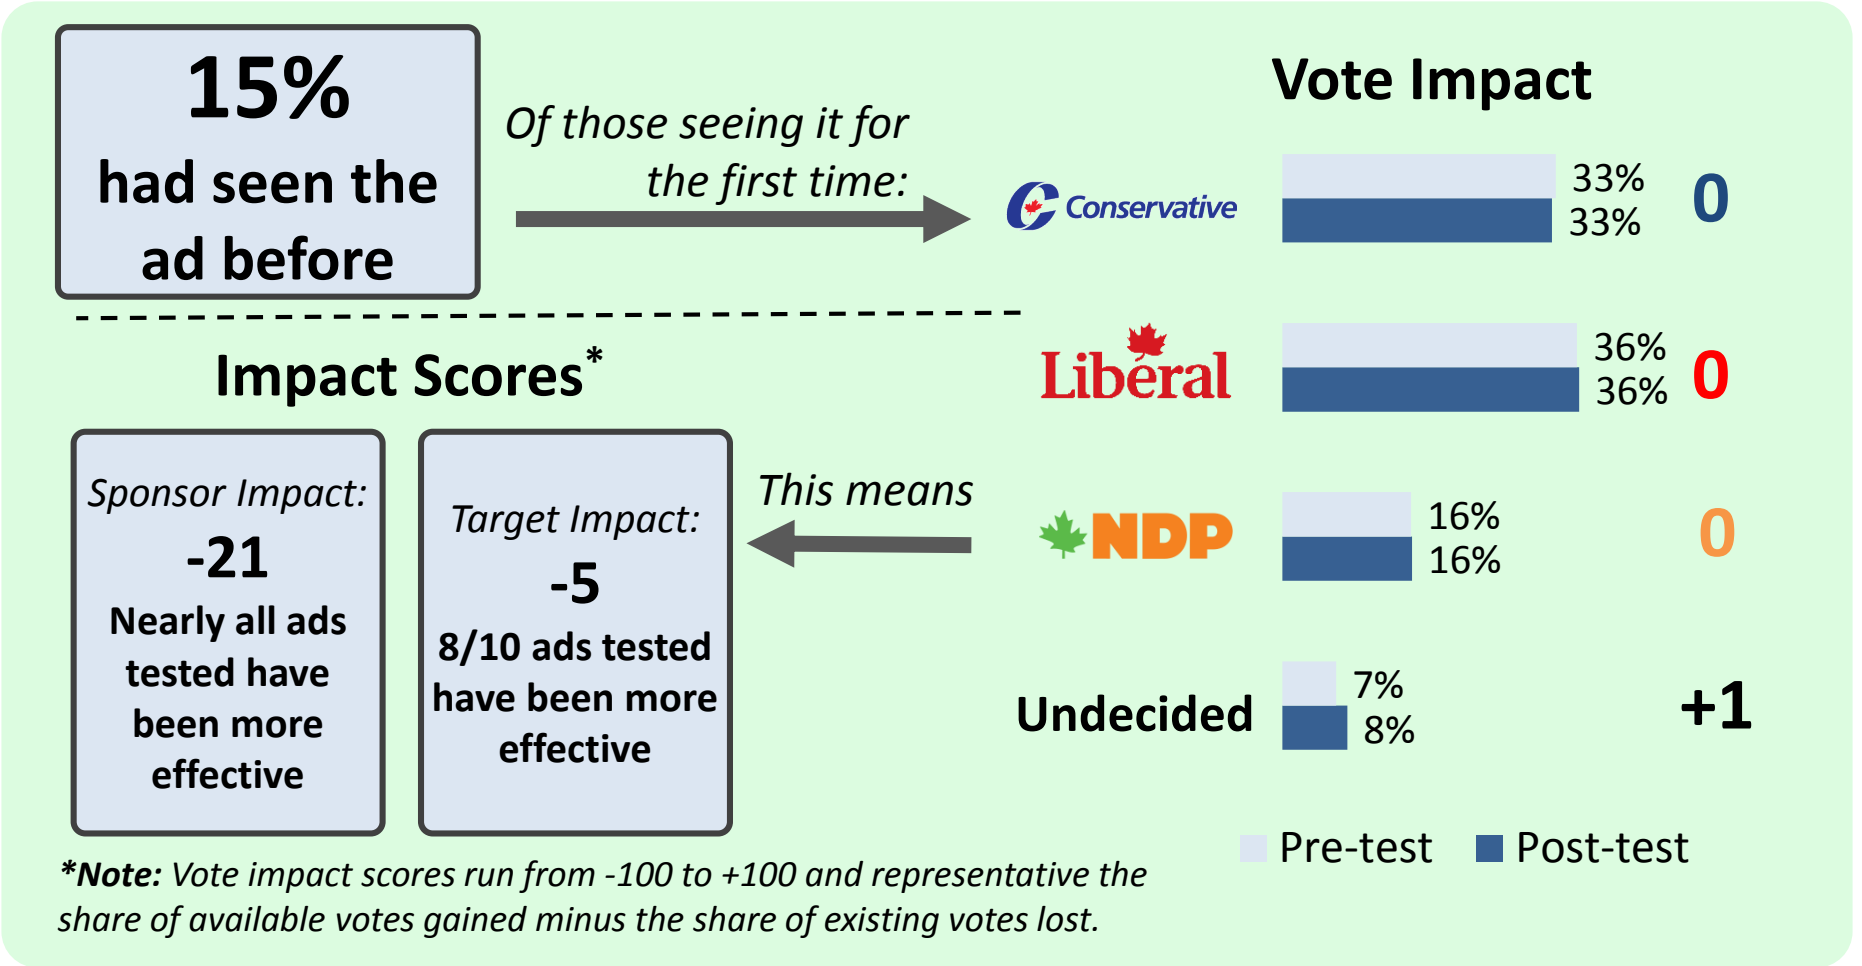 15%
had seen the
ad before
Of those seeing it for
the first time:
Vote Impact
Conservative
33%
33%
0
Liberal
36%
36%
0
NDP
16%
16%
0
Undecided
7%
8%
+1
Pre-test
Post-test
This means
Impact Scores*
Sponsor Impact:
-21
Nearly all ads
tested have
been more
effective
Target Impact:
-5
8/10 ads tested
have been more
effective
*Note: Vote impact scores run from -100 to +100 and representative the
share of available votes gained minus the share of existing votes lost.